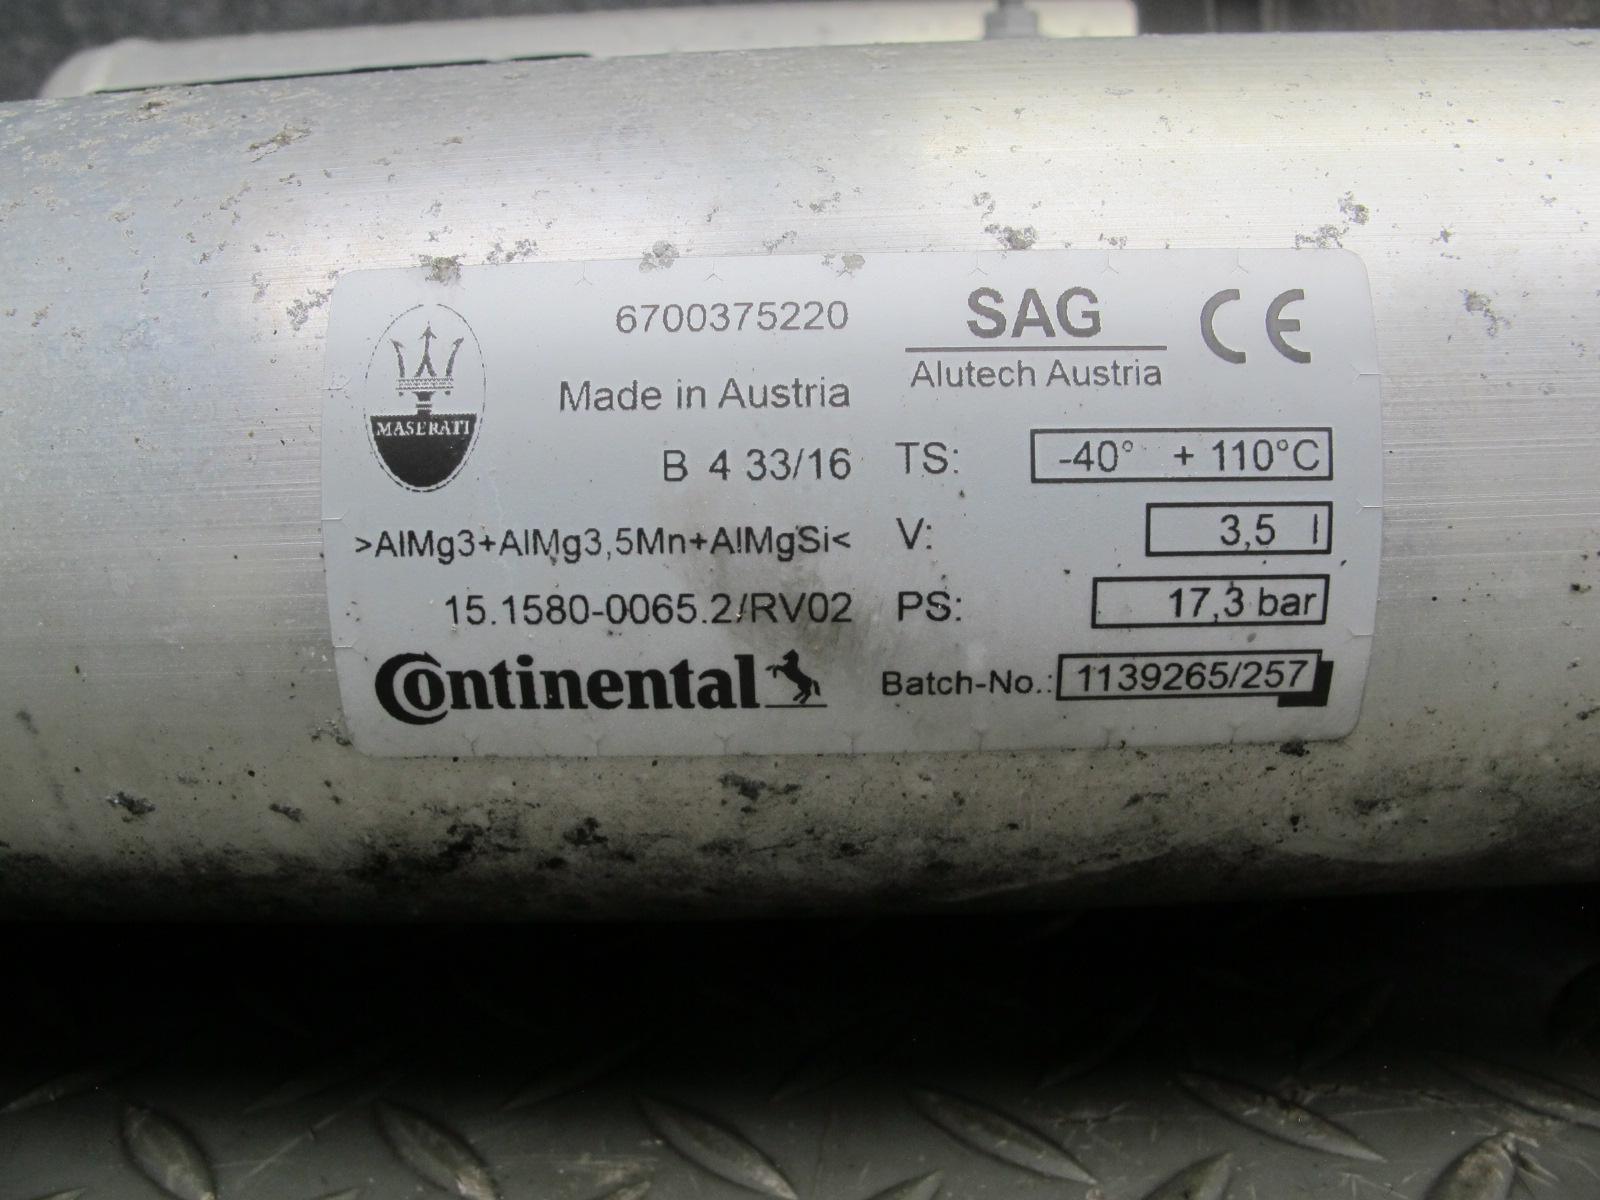 MASERATI
6700375220
Made in Austria
B 4 33/16
>AlMg3+AlMg3,5Mn+AlMgSi<
15.1580-0065.2/RV02
Continental
SAG
Alutech Austria
CE
TS: -40° + 110°C
V: 3,5 l
PS: 17,3 bar
Batch-No.: 1139265/257